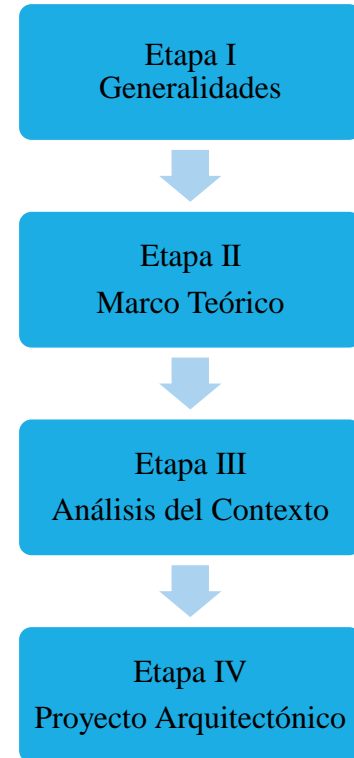 Etapa I
Generalidades
Etapa II
Marco Teórico
Etapa III
Análisis del Contexto
Etapa IV
Proyecto Arquitectónico